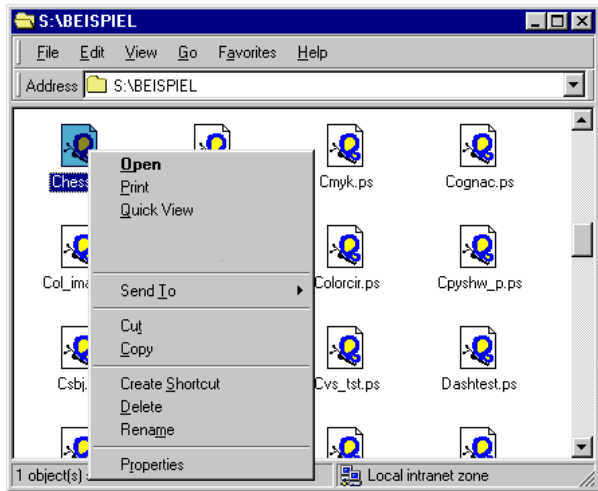 S:\BEISPIEL
File Edit View Go Favorites Help
Address S:\BEISPIEL
Chess
Cmyk.ps
Cognac.ps
Open
Print
Quick View
Col_ima
Colorcir.ps
Cpyshw_p.ps
Send To
Cut
Copy
Csbj.
Cvs_tst.ps
Dashtest.ps
Create Shortcut
Delete
Rename
Properties
1 object(s)
Local intranet zone